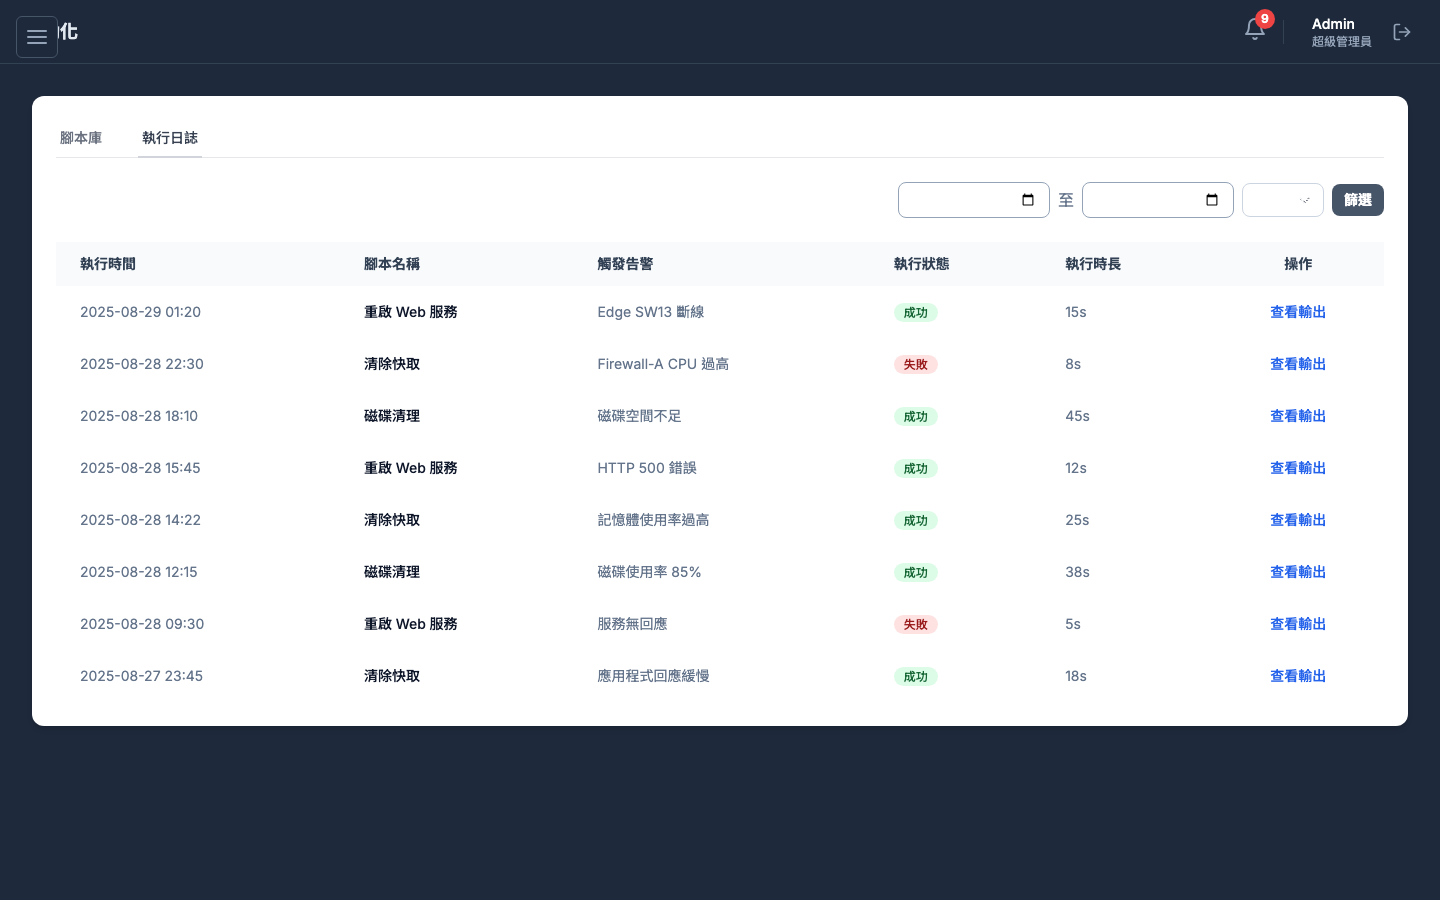 化
9
Admin
超級管理員
腳本庫
執行日誌
至
篩選
執行時間 腳本名稱 觸發告警 執行狀態 執行時長 操作
2025-08-29 01:20 重啟 Web 服務 Edge SW13 斷線 成功 15s 查看輸出
2025-08-28 22:30 清除快取 Firewall-A CPU 過高 失敗 8s 查看輸出
2025-08-28 18:10 磁碟清理 磁碟空間不足 成功 45s 查看輸出
2025-08-28 15:45 重啟 Web 服務 HTTP 500 錯誤 成功 12s 查看輸出
2025-08-28 14:22 清除快取 記憶體使用率過高 成功 25s 查看輸出
2025-08-28 12:15 磁碟清理 磁碟使用率 85% 成功 38s 查看輸出
2025-08-28 09:30 重啟 Web 服務 服務無回應 失敗 5s 查看輸出
2025-08-27 23:45 清除快取 應用程式回應緩慢 成功 18s 查看輸出